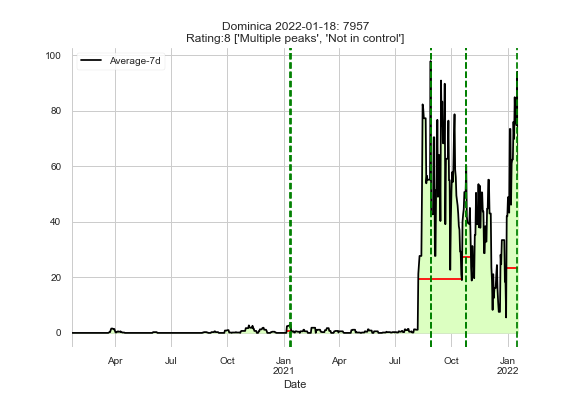 Dominica 2022-01-18: 7957
Rating:8 ['Multiple peaks', 'Not in control']
Average-7d
100
80
60
40
20
0
Apr Jul Oct Jan Apr Jul Oct Jan
2021 2022
Date